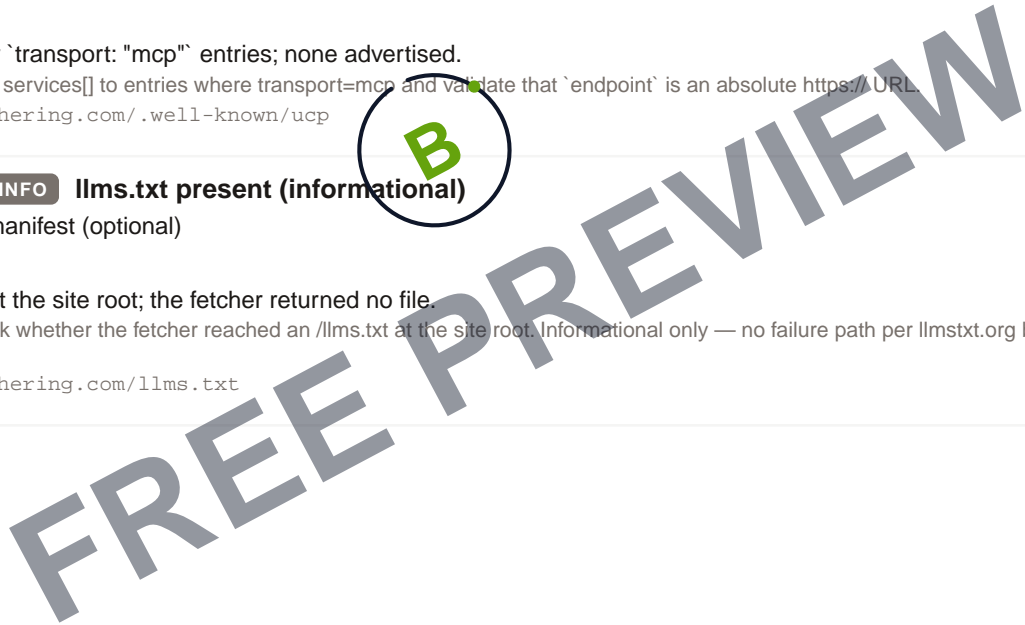 `transport: "mcp"` entries; none advertised.
services[] to entries where transport=mcp and validate that `endpoint` is an absolute https:// URL.
hering.com/.well-known/ucp
B
INFO llms.txt present (informational)
manifest (optional)
t the site root; the fetcher returned no file.
k whether the fetcher reached an /llms.txt at the site root. Informational only — no failure path per llmstxt.org
hering.com/llms.txt
FREE PREVIEW